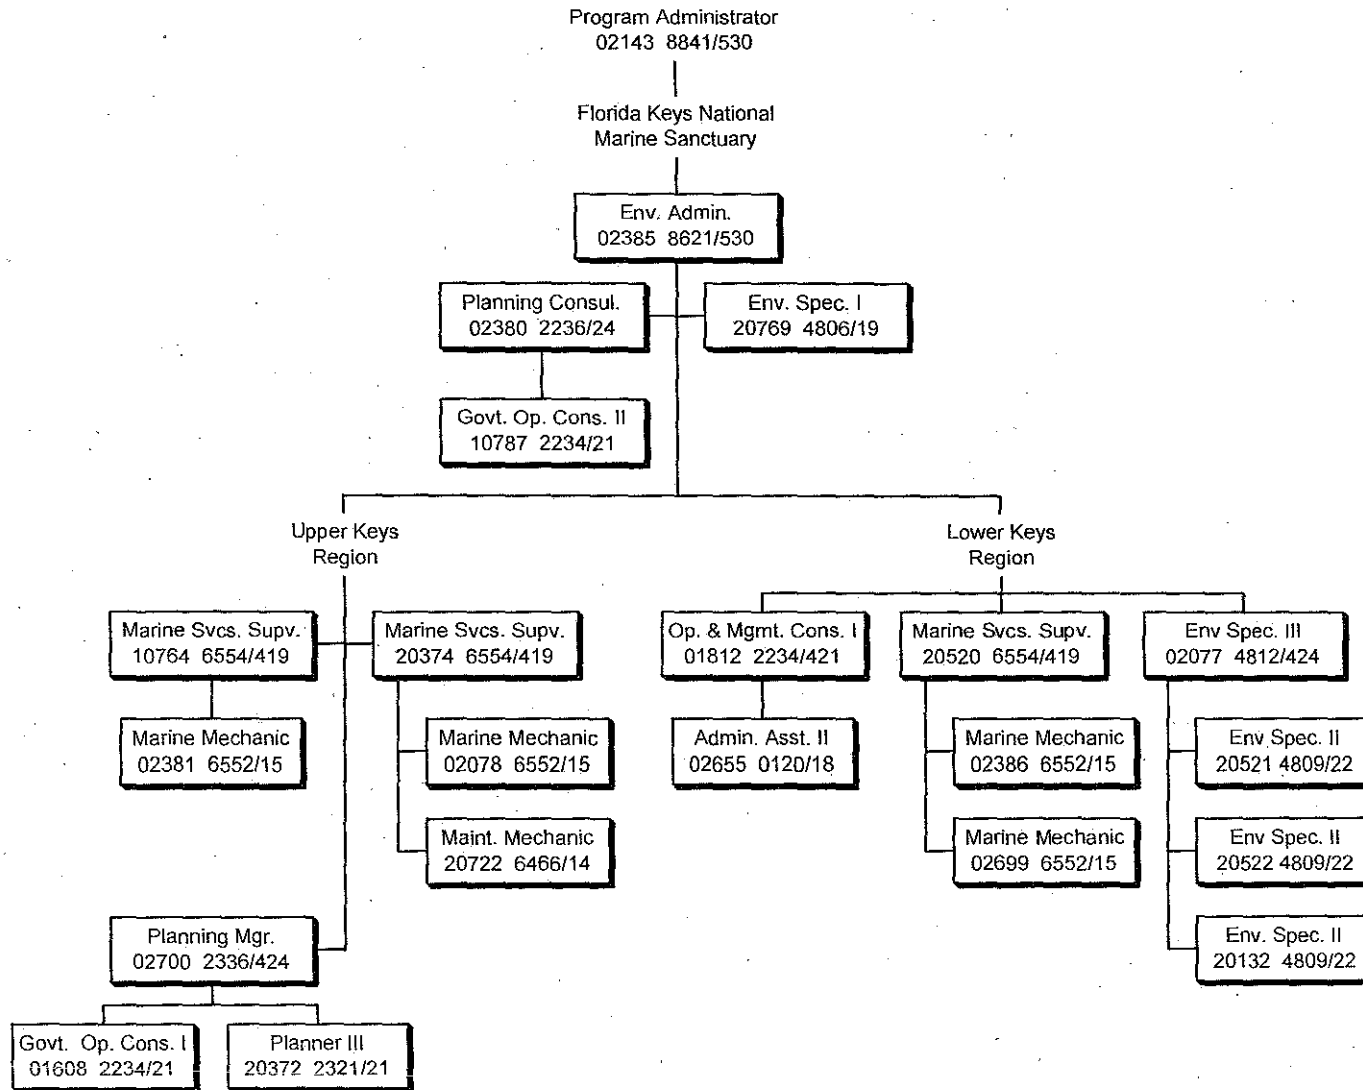 Program Administrator
02143 8841/530
Florida Keys National
Marine Sanctuary
Env. Admin.
02385 8621/530
Planning Consul.
02380 2236/24
Env. Spec. I
20769 4806/19
Govt. Op. Cons. II
10787 2234/21
Upper Keys
Region
Lower Keys
Region
Marine Svcs. Supv.
10764 6554/419
Marine Svcs. Supv.
20374 6554/419
Op. & Mgmt. Cons. I
01812 2234/421
Marine Svcs. Supv.
20520 6554/419
Env Spec. III
02077 4812/424
Marine Mechanic
02381 6552/15
Marine Mechanic
02078 6552/15
Admin. Asst. II
02655 0120/18
Marine Mechanic
02386 6552/15
Env Spec. II
20521 4809/22
Maint. Mechanic
20722 6466/14
Marine Mechanic
02699 6552/15
Env Spec. II
20522 4809/22
Planning Mgr.
02700 2336/424
Env. Spec. II
20132 4809/22
Govt. Op. Cons. I
01608 2234/21
Planner III
20372 2321/21